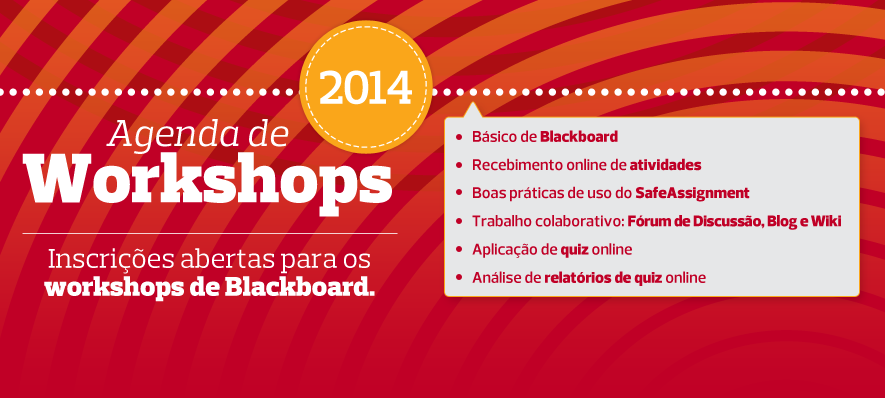 2014
Agenda de
Workshops
Inscrições abertas para os
workshops de Blackboard.
Básico de Blackboard
Recebimento online de atividades
Boas práticas de uso do SafeAssignment
Trabalho colaborativo: Fórum de Discussão, Blog e Wiki
Aplicação de quiz online
Análise de relatórios de quiz online